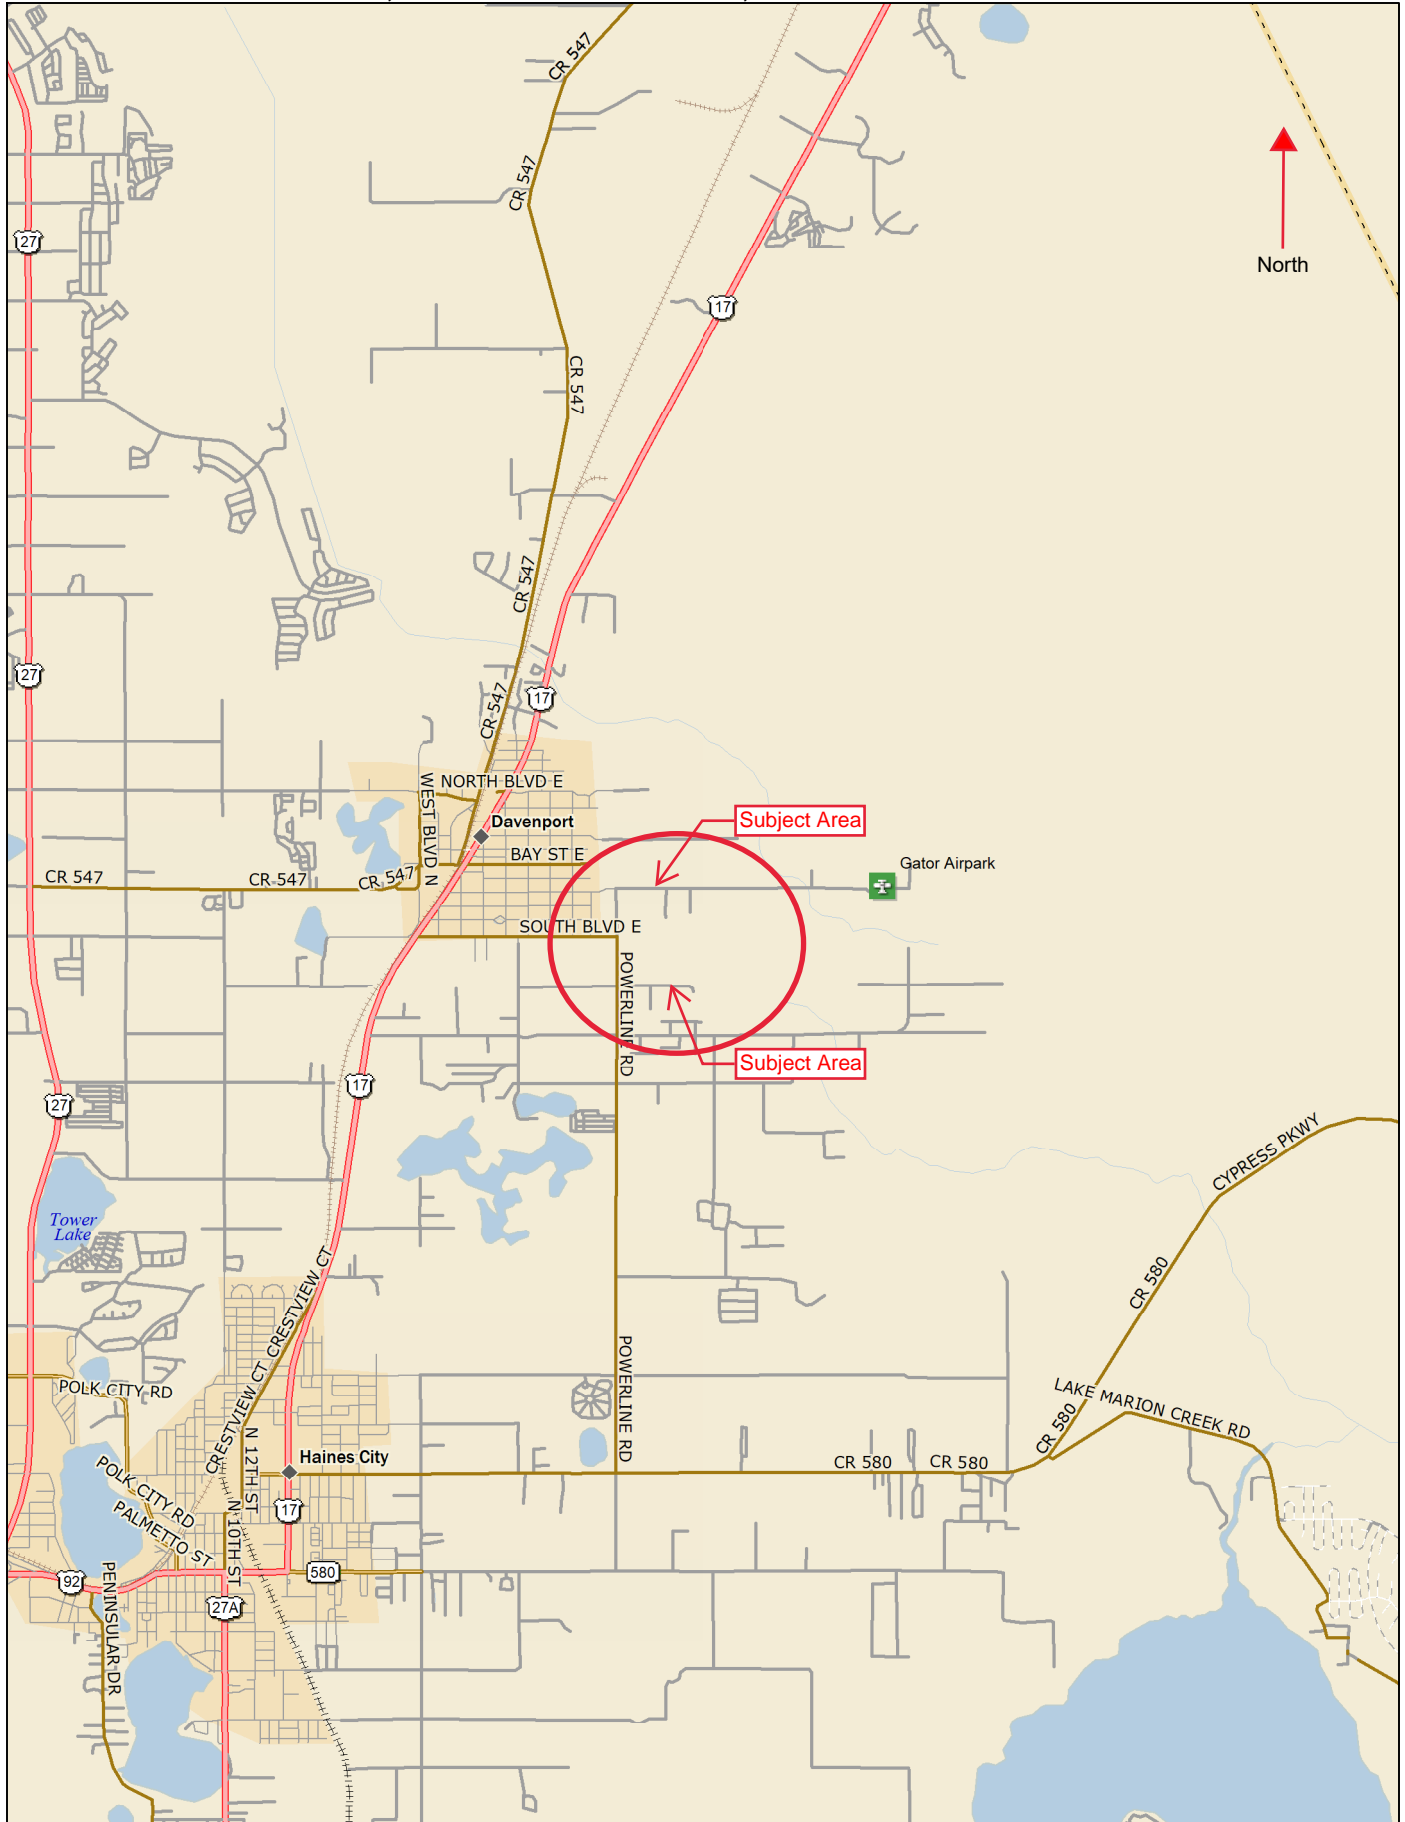 CR 547
CR 547
27
North
17
CR 547
CR 547
27
CR 547
17
NORTH BLVD E
WEST BLVD N
Davenport
Subject Area
BAY ST E
Gator Airpark
CR 547
CR 547
CR 547
SOUTH BLVD E
POWERLINE RD
Subject Area
17
27
CYPRESS PKWY
Tower
Lake
CRESTVIEW CT
CR 580
POWERLINE RD
POLK CITY RD
CRESTVIEW CT
LAKE MARION CREEK RD
CR 580
N 12TH ST
Haines City
CR 580
CR 580
POLK CITY RD
PALMETTO ST
N 10TH ST
17
92
580
PENINSULAR DR
27A